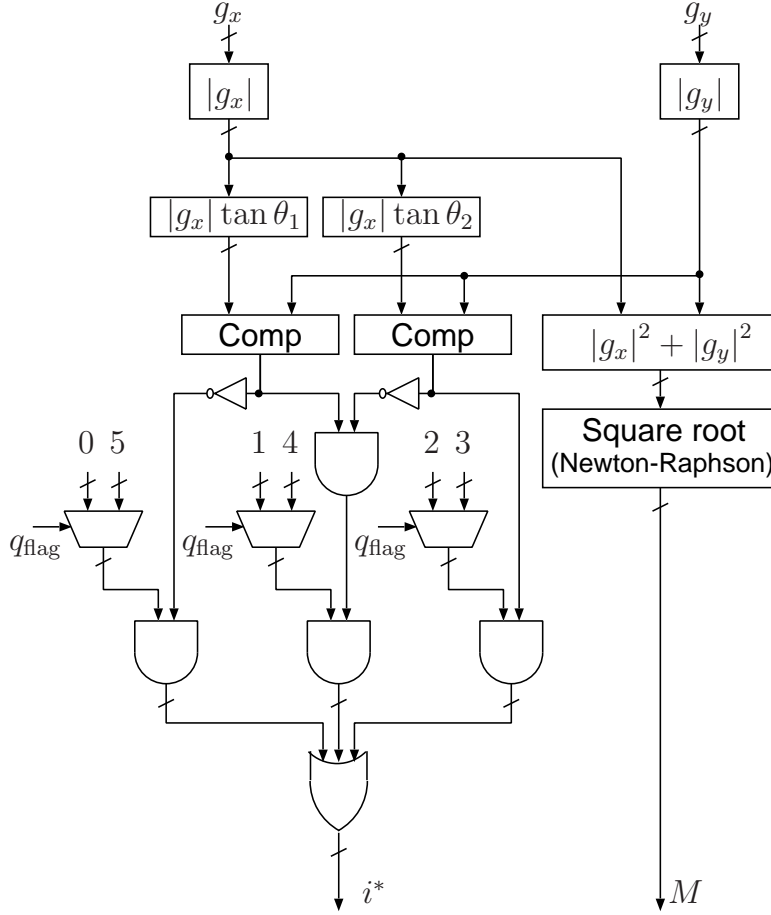 g_x g_y
|g_x| |g_y|
|g_x| tan θ_1 |g_x| tan θ_2
Comp Comp |g_x|^2 + |g_y|^2
Square root
(Newton-Raphson)
0 5 1 4 2 3
q_flag q_flag q_flag
i* M